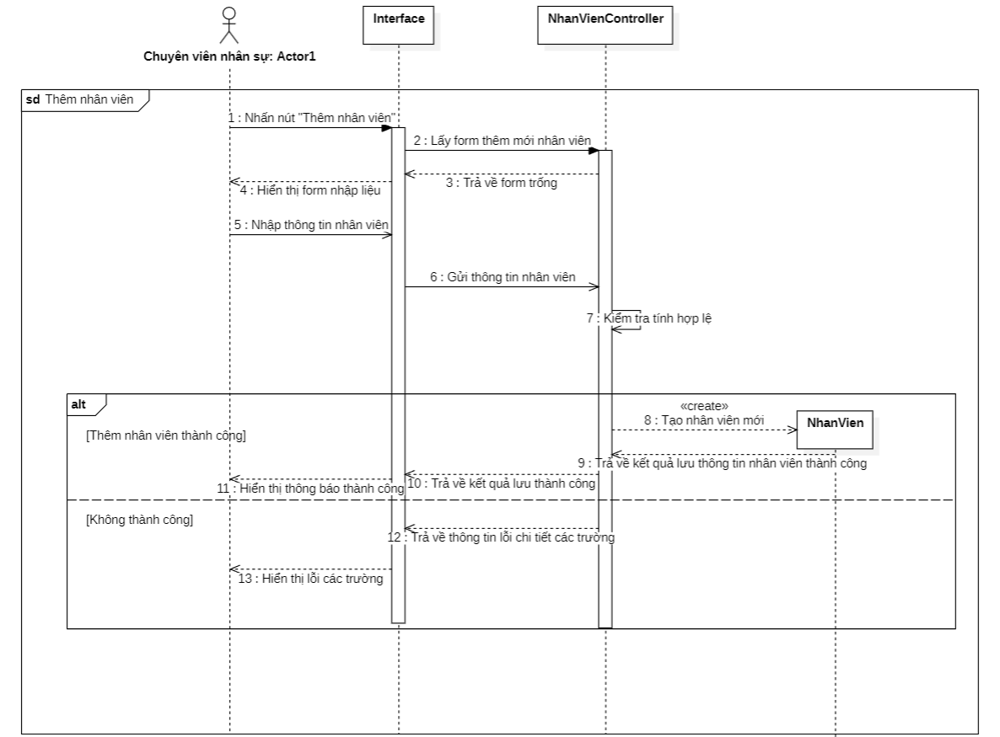 Interface
NhanVienController
Chuyên viên nhân sự: Actor1
sd Thêm nhân viên
1 : Nhấn nút "Thêm nhân viên"
2 : Lấy form thêm mới nhân viên
3 : Trả về form trống
4 : Hiển thị form nhập liệu
5 : Nhập thông tin nhân viên
6 : Gửi thông tin nhân viên
7 : Kiểm tra tính hợp lệ
alt
«create»
8 : Tạo nhân viên mới
NhanVien
[Thêm nhân viên thành công]
9 : Trả về kết quả lưu thông tin nhân viên thành công
10 : Trả về kết quả lưu thành công
11 : Hiển thị thông báo thành công
[Không thành công]
12 : Trả về thông tin lỗi chi tiết các trường
13 : Hiển thị lỗi các trường